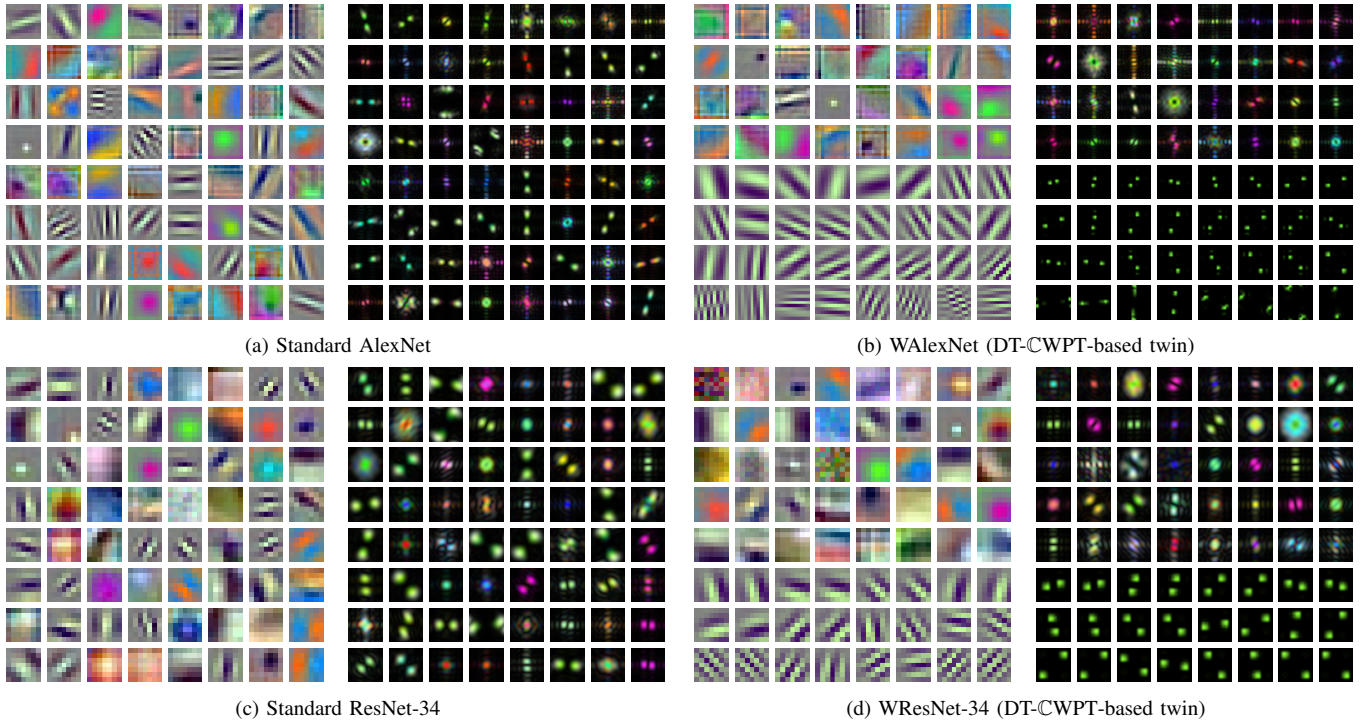 (a) Standard AlexNet
(b) WAlexNet (DT-ℂWPT-based twin)
(c) Standard ResNet-34
(d) WResNet-34 (DT-ℂWPT-based twin)